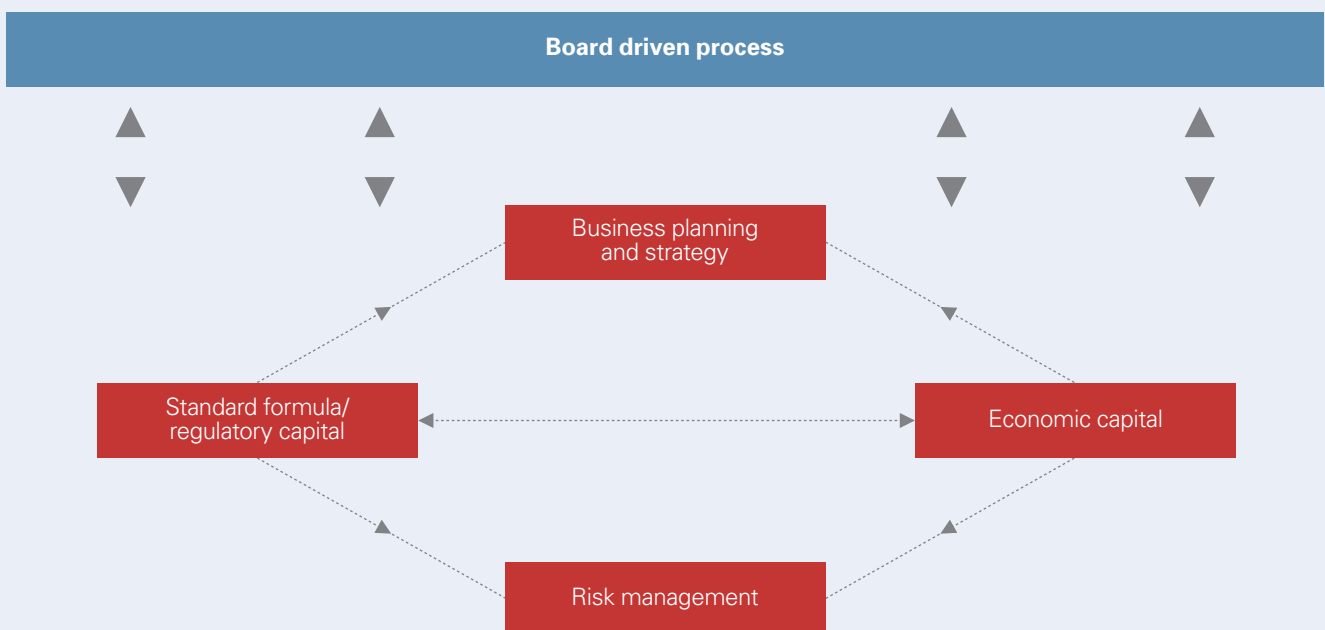 Board driven process
Business planning
and strategy
Standard formula/
regulatory capital
Economic capital
Risk management